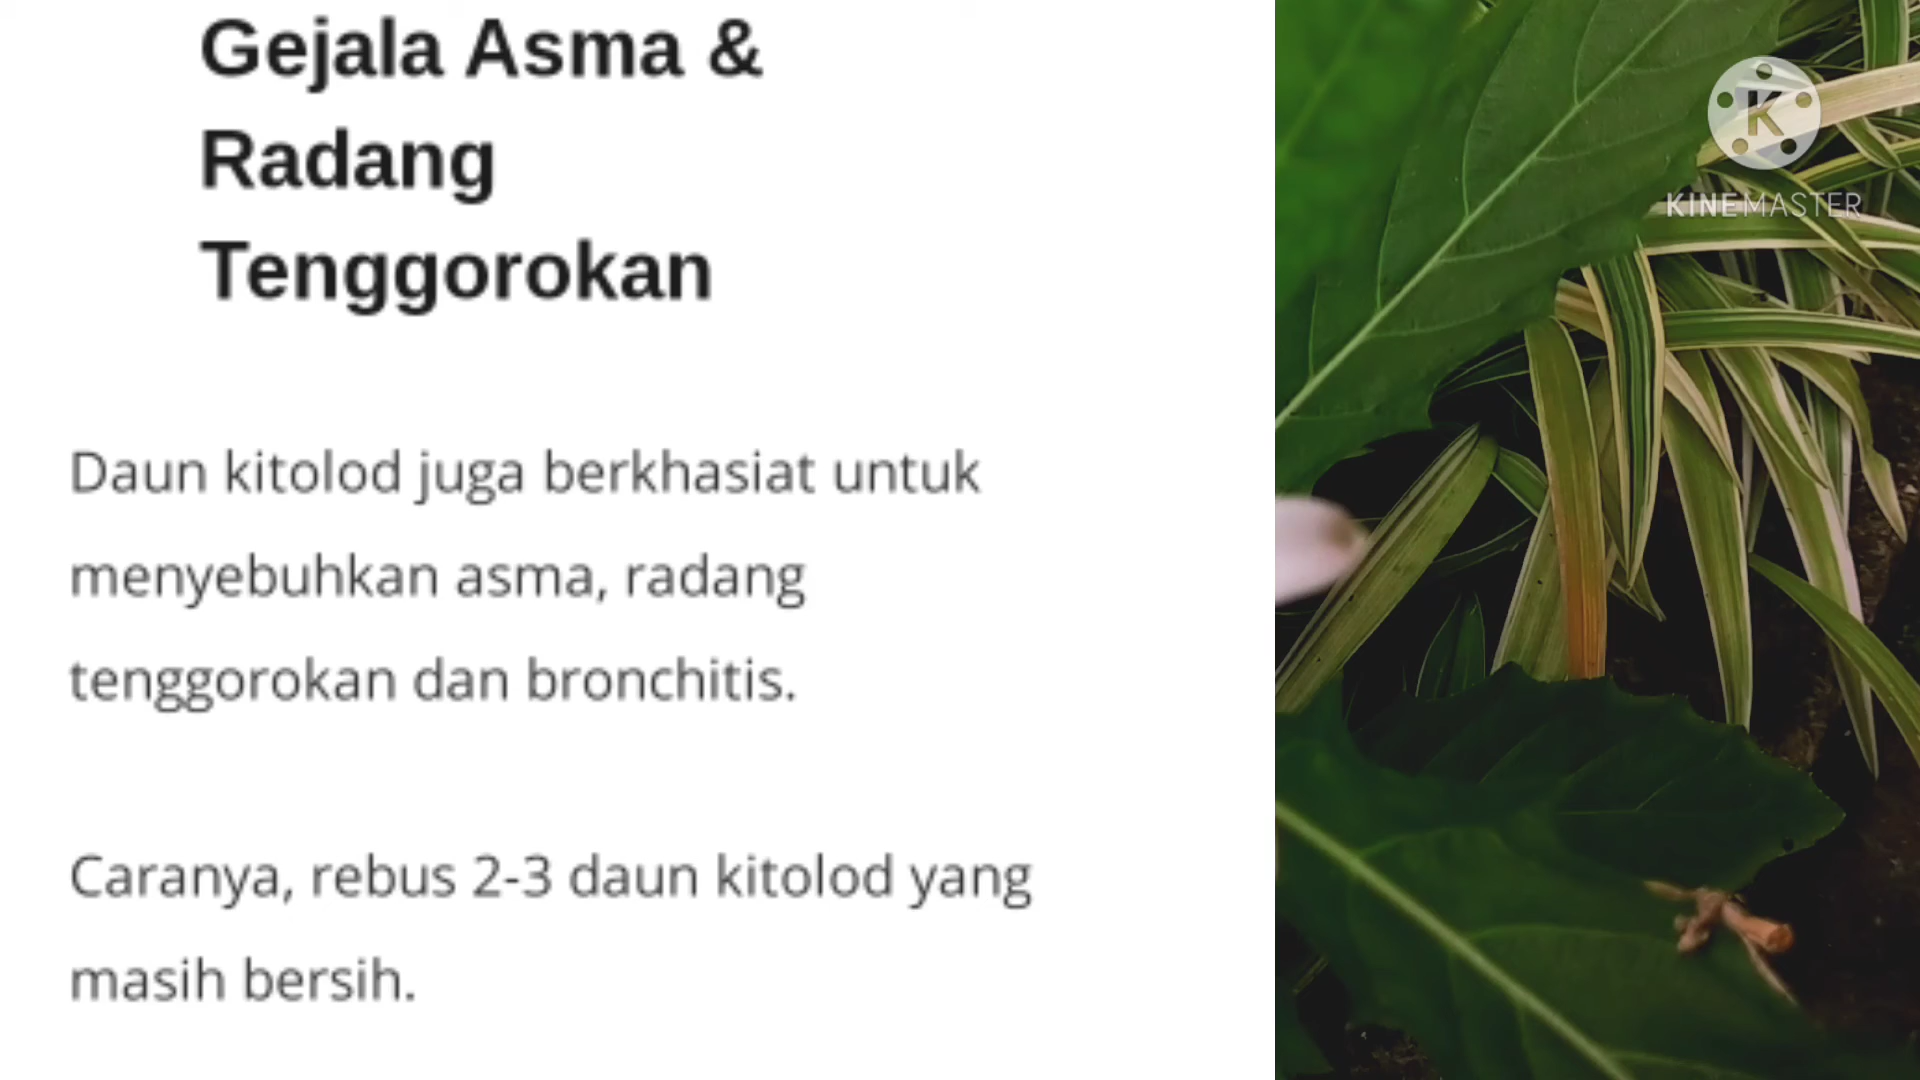 Gejala Asma &
Radang
Tenggorokan
Daun kitolod juga berkhasiat untuk
menyebuhkan asma, radang
tenggorokan dan bronchitis.
Caranya, rebus 2-3 daun kitolod yang
masih bersih.
K
KINEMASTER